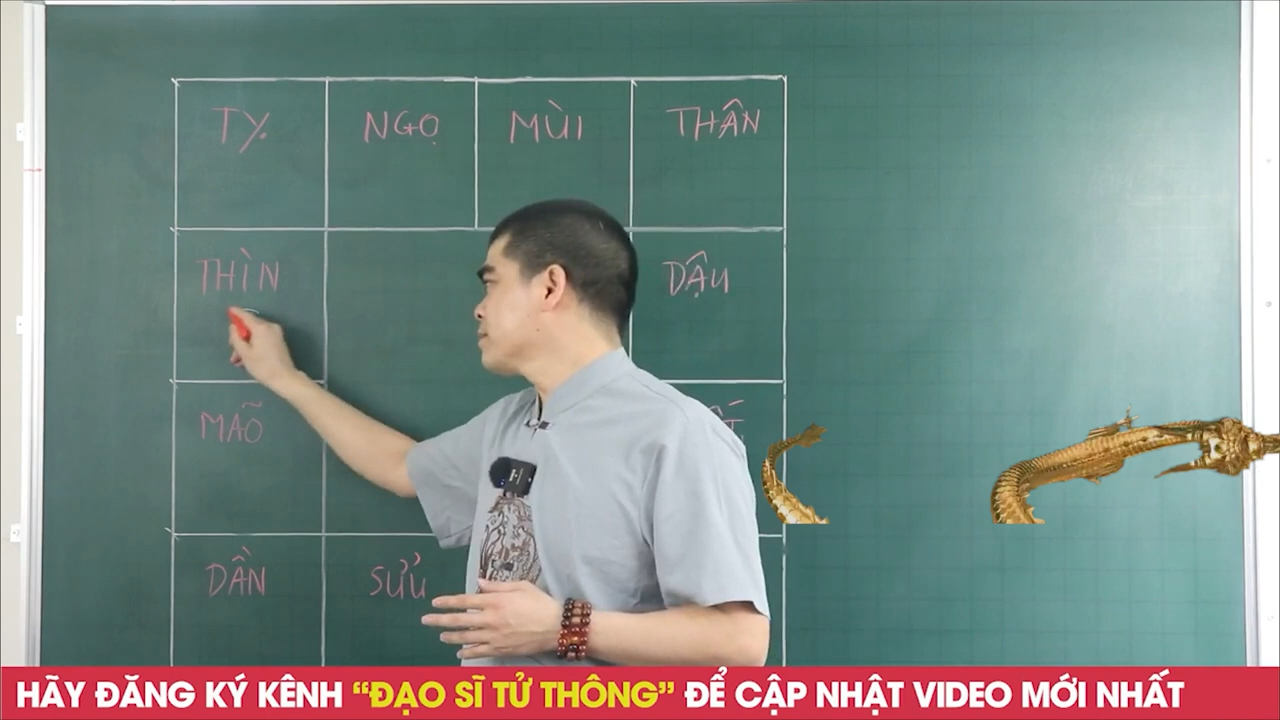 TỴ NGỌ MÙI THÂN
THÌN DẬU
MÃO
DẦN SỬU
HÃY ĐĂNG KÝ KÊNH “ĐẠO SĨ TỬ THÔNG” ĐỂ CẬP NHẬT VIDEO MỚI NHẤT